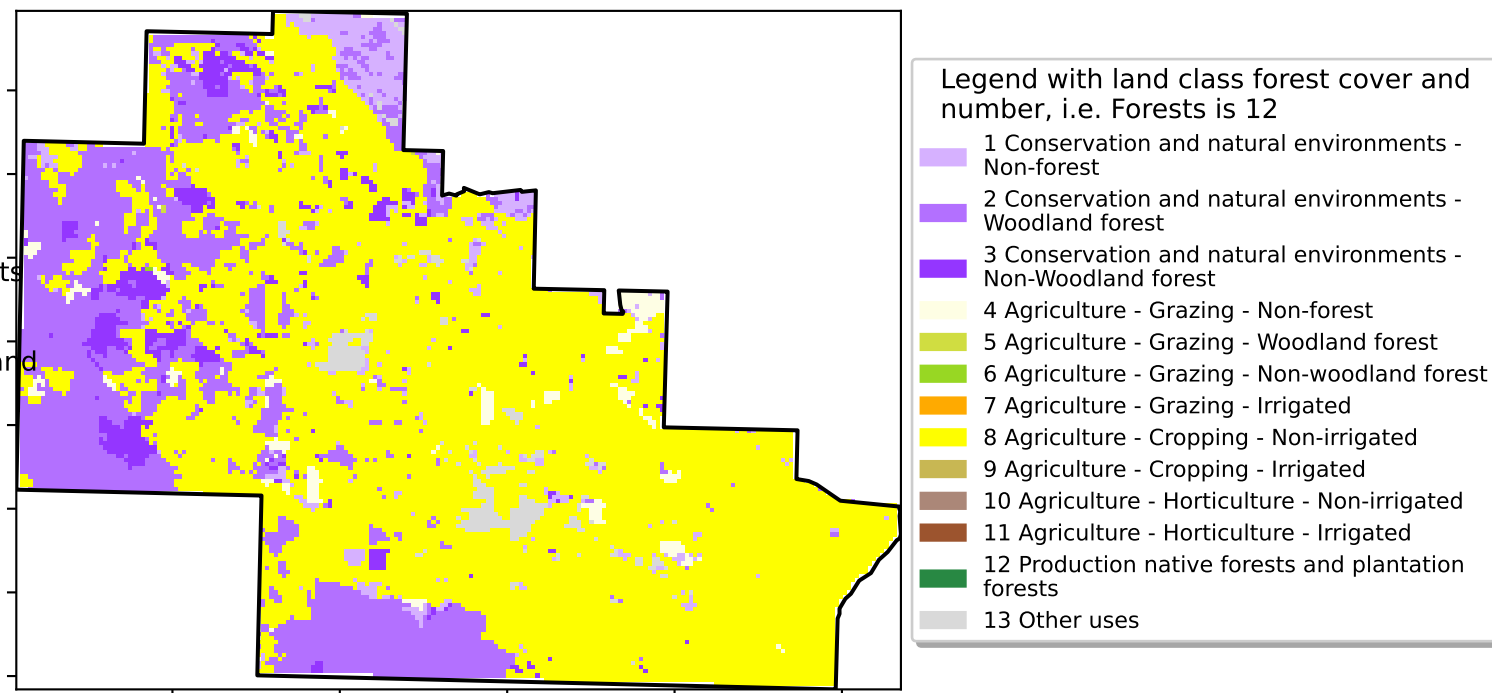 ts
nd
Legend with land class forest cover and
number, i.e. Forests is 12
1 Conservation and natural environments -
Non-forest
2 Conservation and natural environments -
Woodland forest
3 Conservation and natural environments -
Non-Woodland forest
4 Agriculture - Grazing - Non-forest
5 Agriculture - Grazing - Woodland forest
6 Agriculture - Grazing - Non-woodland forest
7 Agriculture - Grazing - Irrigated
8 Agriculture - Cropping - Non-irrigated
9 Agriculture - Cropping - Irrigated
10 Agriculture - Horticulture - Non-irrigated
11 Agriculture - Horticulture - Irrigated
12 Production native forests and plantation
forests
13 Other uses